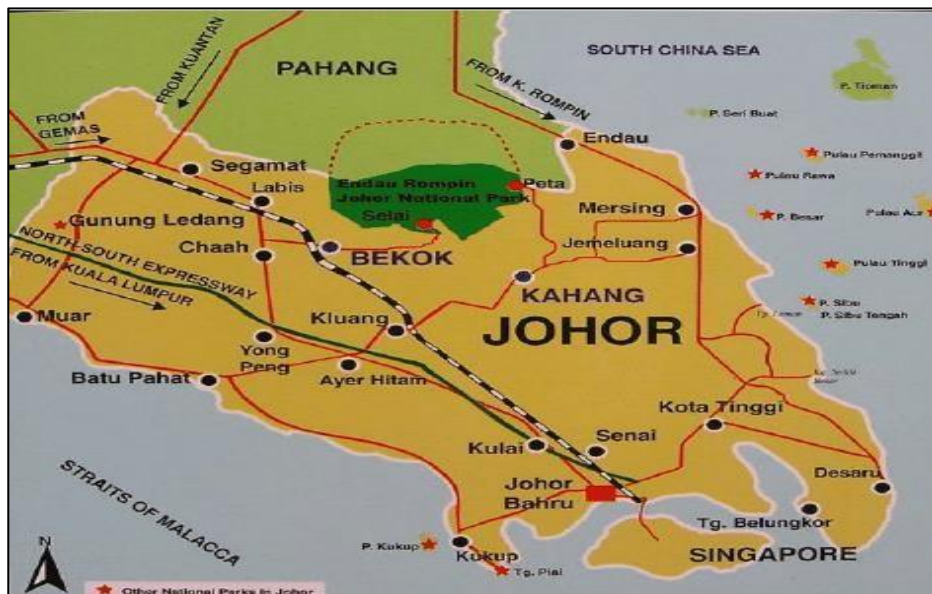 SOUTH CHINA SEA
PAHANG
FROM KUANTAN
FROM K. ROMPIN
P. Tioman
P. Seri Buat
FROM
GEMAS
Endau
Segamat
Pulau Pemanggil
Labis
Endau Rompin
Johor National Park
Peta
Pulau Rawa
Gunung Ledang
Selai
Mersing
P. Besar
Pulau Aur
Chaah
BEKOK
Jemeluang
NORTH SOUTH EXPRESSWAY
FROM KUALA LUMPUR
Pulau Tinggi
KAHANG
Muar
Kluang
JOHOR
P. Sibu
P. Sibu Tengah
Yong
Peng
Batu Pahat
Ayer Hitam
Kota Tinggi
Kulai
Senai
STRAITS OF MALACCA
Johor
Bahru
Desaru
Tg. Belungkor
N
P. Kukup
Kukup
SINGAPORE
Tg. Piai
Other National Parks in Johor